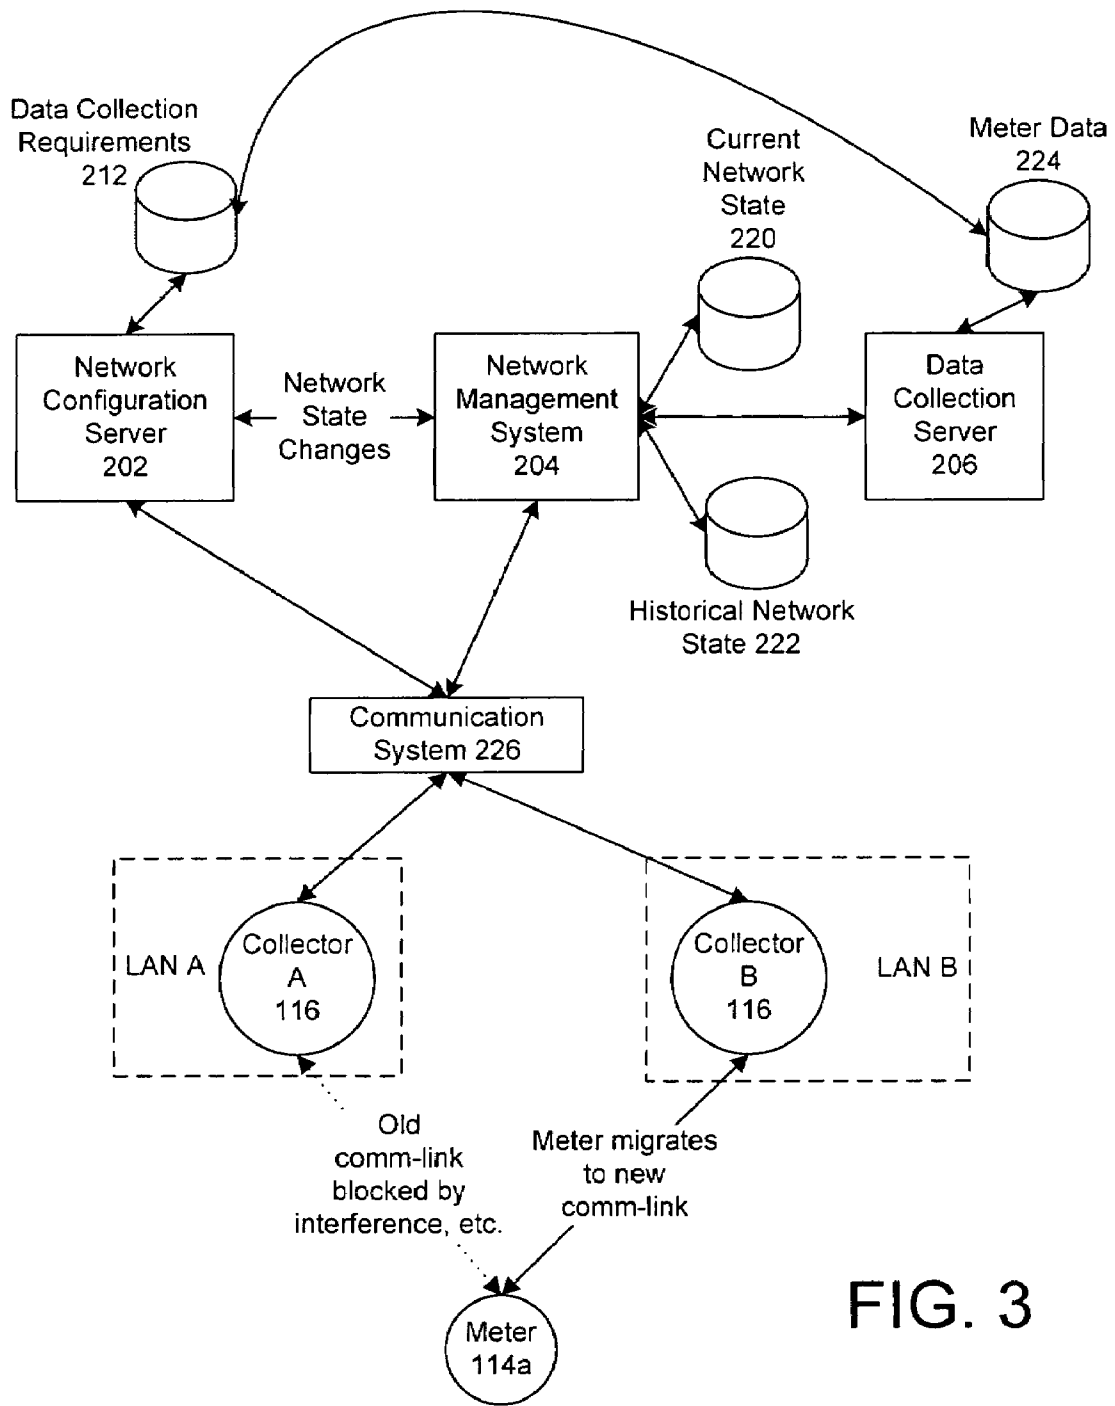 Data Collection
Requirements
212
Current
Network
State
220
Meter Data
224
Network
Configuration
Server
202
Network
State
Changes
Network
Management
System
204
Data
Collection
Server
206
Historical Network
State 222
Communication
System 226
LAN A
Collector
A
116
Collector
B
116
LAN B
Old
comm-link
blocked by
interference, etc.
Meter migrates
to new
comm-link
Meter
114a
FIG. 3